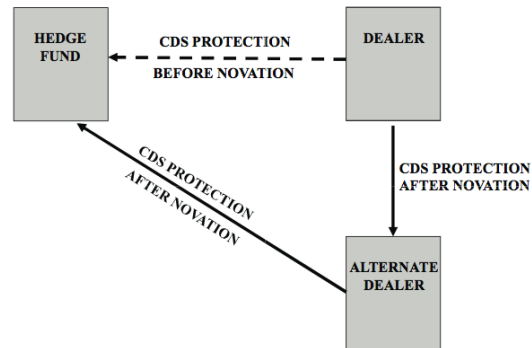 HEDGE
FUND
CDS PROTECTION
BEFORE NOVATION
DEALER
CDS PROTECTION
AFTER NOVATION
CDS PROTECTION
AFTER NOVATION
ALTERNATE
DEALER